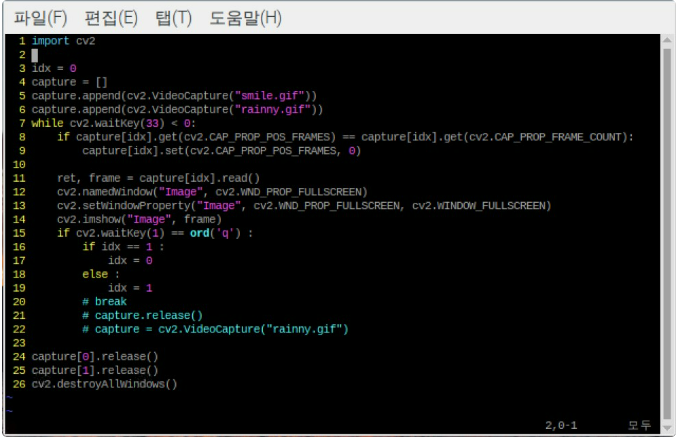 파일(F) 편집(E) 탭(T) 도움말(H)
1 import cv2
2
3 idx = 0
4 capture = []
5 capture.append(cv2.VideoCapture("smile.gif"))
6 capture.append(cv2.VideoCapture("rainny.gif"))
7 while cv2.waitKey(33) < 0:
8     if capture[idx].get(cv2.CAP_PROP_POS_FRAMES) == capture[idx].get(cv2.CAP_PROP_FRAME_COUNT):
9         capture[idx].set(cv2.CAP_PROP_POS_FRAMES, 0)
10
11     ret, frame = capture[idx].read()
12     cv2.namedWindow("Image", cv2.WND_PROP_FULLSCREEN)
13     cv2.setWindowProperty("Image", cv2.WND_PROP_FULLSCREEN, cv2.WINDOW_FULLSCREEN)
14     cv2.imshow("Image", frame)
15     if cv2.waitKey(1) == ord('q') :
16         if idx == 1 :
17             idx = 0
18         else :
19             idx = 1
20         # break
21         # capture.release()
22         # capture = cv2.VideoCapture("rainny.gif")
23
24 capture[0].release()
25 capture[1].release()
26 cv2.destroyAllWindows()
~
~
2,0-1 모두